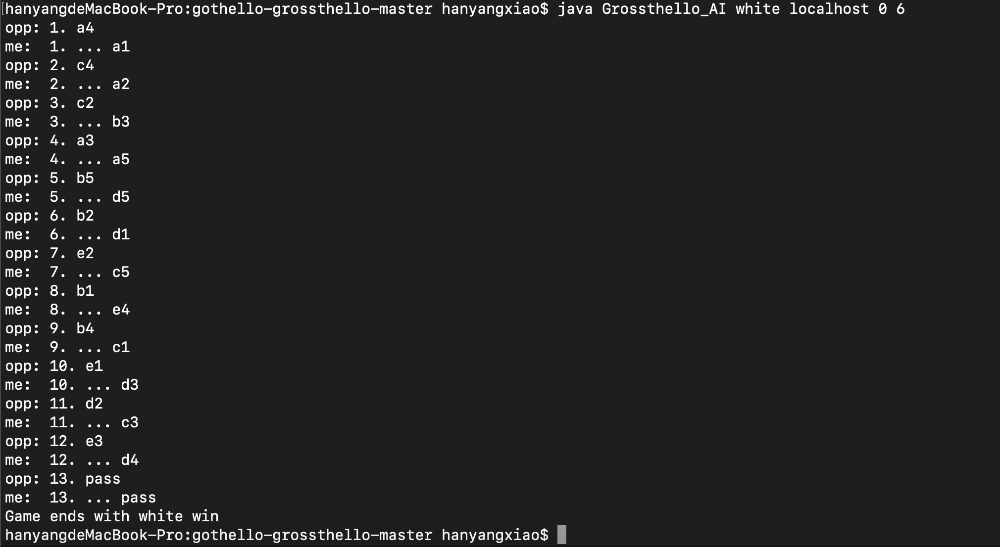 [hanyangdeMacBook-Pro:gothello-grossthello-master hanyangxiao$ java Grossthello_AI white localhost 0 6
opp: 1. a4
me:  1. ... a1
opp: 2. c4
me:  2. ... a2
opp: 3. c2
me:  3. ... b3
opp: 4. a3
me:  4. ... a5
opp: 5. b5
me:  5. ... d5
opp: 6. b2
me:  6. ... d1
opp: 7. e2
me:  7. ... c5
opp: 8. b1
me:  8. ... e4
opp: 9. b4
me:  9. ... c1
opp: 10. e1
me:  10. ... d3
opp: 11. d2
me:  11. ... c3
opp: 12. e3
me:  12. ... d4
opp: 13. pass
me:  13. ... pass
Game ends with white win
hanyangdeMacBook-Pro:gothello-grossthello-master hanyangxiao$